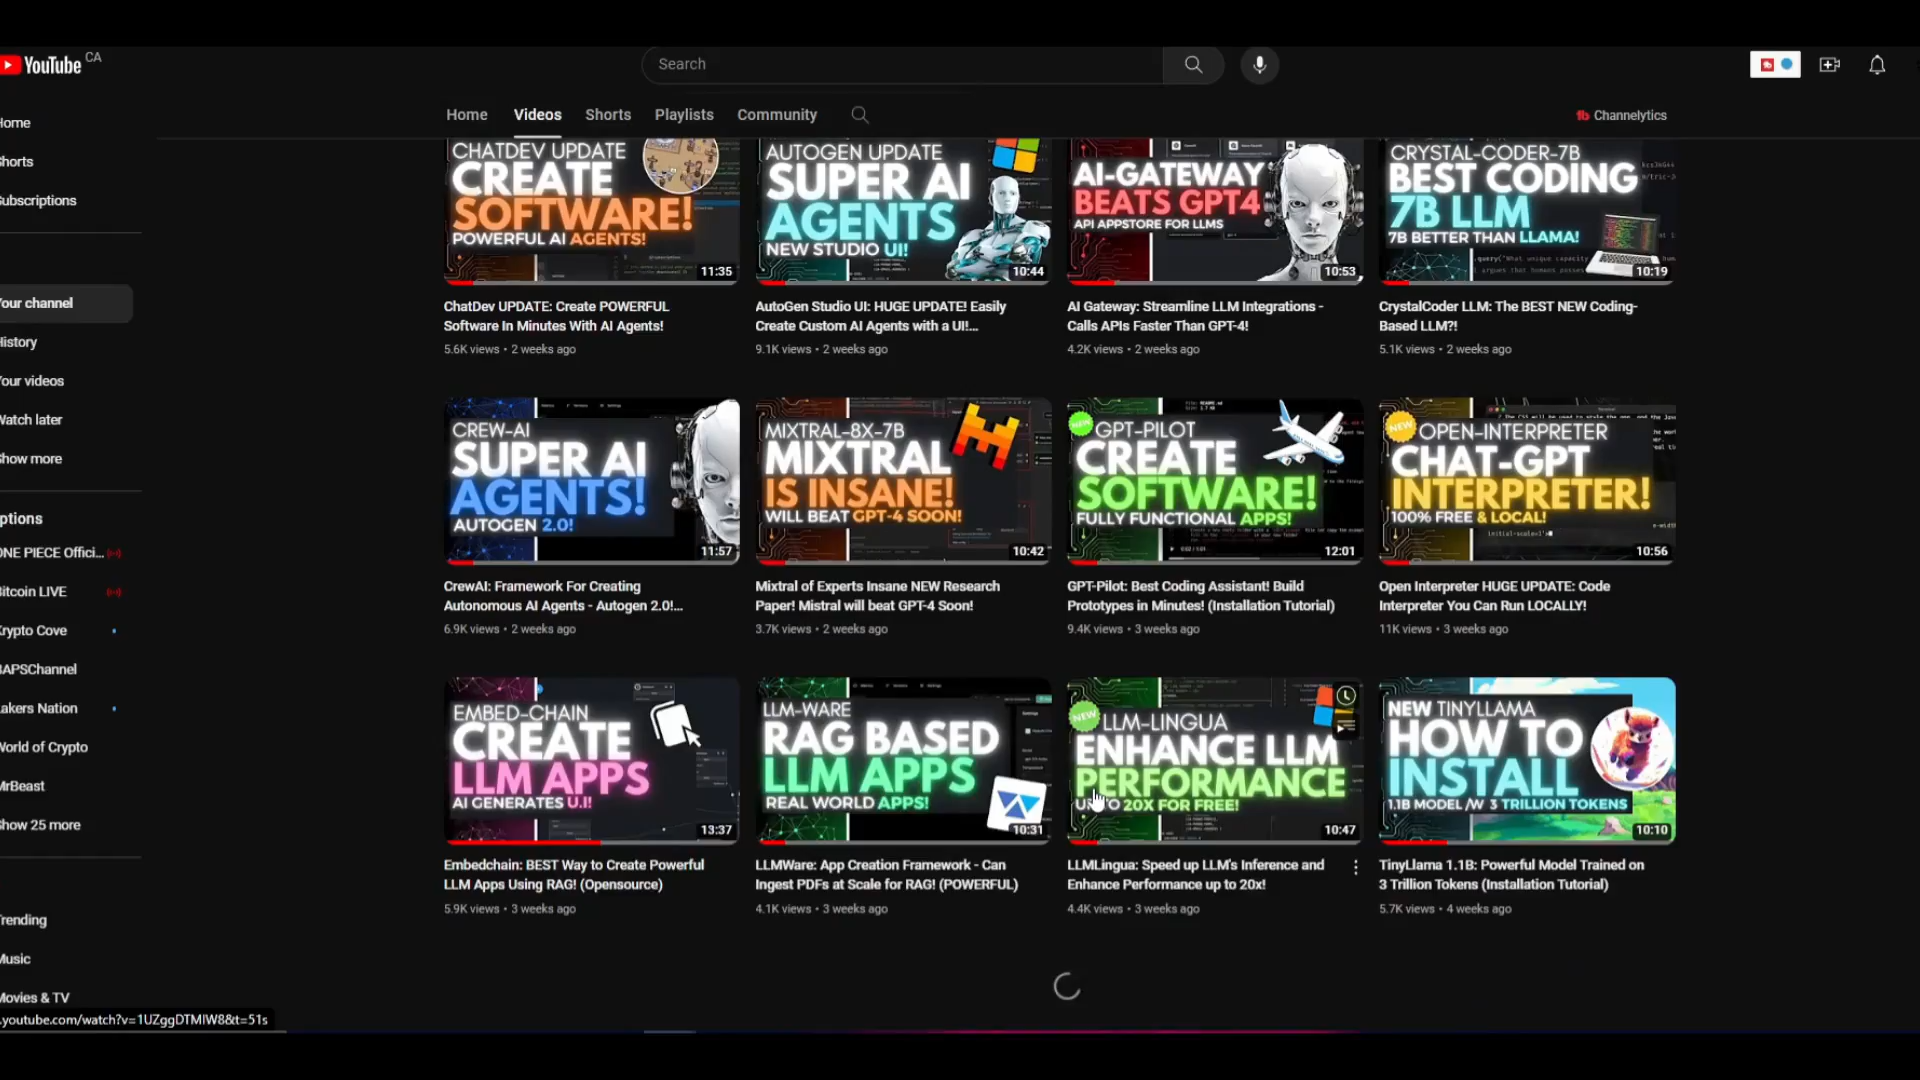 YouTube CA
Search
Home Videos Shorts Playlists Community
Channelytics
ome
horts
ubscriptions
our channel
istory
our videos
Watch later
how more
ptions
ONE PIECE Offici...
itcoin LIVE
rypto Cove
BAPSChannel
akers Nation
World of Crypto
MrBeast
how 25 more
rending
Music
Movies & TV
CHATDEV UPDATE
CREATE
SOFTWARE!
POWERFUL AI AGENTS!
11:35
ChatDev UPDATE: Create POWERFUL
Software In Minutes With AI Agents!
5.6K views • 2 weeks ago
AUTOGEN UPDATE
SUPER AI
AGENTS
NEW STUDIO UI!
10:44
AutoGen Studio UI: HUGE UPDATE! Easily
Create Custom AI Agents with a UI!...
9.1K views • 2 weeks ago
AI-GATEWAY
BEATS GPT4
API APPSTORE FOR LLMS
10:53
AI Gateway: Streamline LLM Integrations -
Calls APIs Faster Than GPT-4!
4.2K views • 2 weeks ago
CRYSTAL-CODER-7B
BEST CODING
7B LLM
7B BETTER THAN LLAMA!
10:19
CrystalCoder LLM: The BEST NEW Coding-
Based LLM?!
5.1K views • 2 weeks ago
CREW-AI
SUPER AI
AGENTS!
AUTOGEN 2.0!
11:57
CrewAI: Framework For Creating
Autonomous AI Agents - Autogen 2.0!...
6.9K views • 2 weeks ago
MIXTRAL-8X-7B
MIXTRAL
IS INSANE!
WILL BEAT GPT-4 SOON!
10:42
Mixtral of Experts Insane NEW Research
Paper! Mistral will beat GPT-4 Soon!
3.7K views • 2 weeks ago
NEW
GPT-PILOT
CREATE
SOFTWARE!
FULLY FUNCTIONAL APPS!
12:01
GPT-Pilot: Best Coding Assistant! Build
Prototypes in Minutes! (Installation Tutorial)
9.4K views • 3 weeks ago
NEW
OPEN-INTERPRETER
CHAT-GPT
INTERPRETER!
100% FREE & LOCAL!
10:56
Open Interpreter HUGE UPDATE: Code
Interpreter You Can Run LOCALLY!
11K views • 3 weeks ago
EMBED-CHAIN
CREATE
LLM APPS
AI GENERATES U.I!
13:37
Embedchain: BEST Way to Create Powerful
LLM Apps Using RAG! (Opensource)
5.9K views • 3 weeks ago
LLM-WARE
RAG BASED
LLM APPS
REAL WORLD APPS!
10:31
LLMWare: App Creation Framework - Can
Ingest PDFs at Scale for RAG! (POWERFUL)
4.1K views • 3 weeks ago
NEW
LLM-LINGUA
ENHANCE LLM
PERFORMANCE
UP TO 20X FOR FREE!
10:47
LLMLingua: Speed up LLM's Inference and
Enhance Performance up to 20x!
4.4K views • 3 weeks ago
NEW TINYLLAMA
HOW TO
INSTALL
1.1B MODEL /W 3 TRILLION TOKENS
10:10
TinyLlama 1.1B: Powerful Model Trained on
3 Trillion Tokens (Installation Tutorial)
5.7K views • 4 weeks ago
.youtube.com/watch?v=1UZggDTMIW8&t=51s